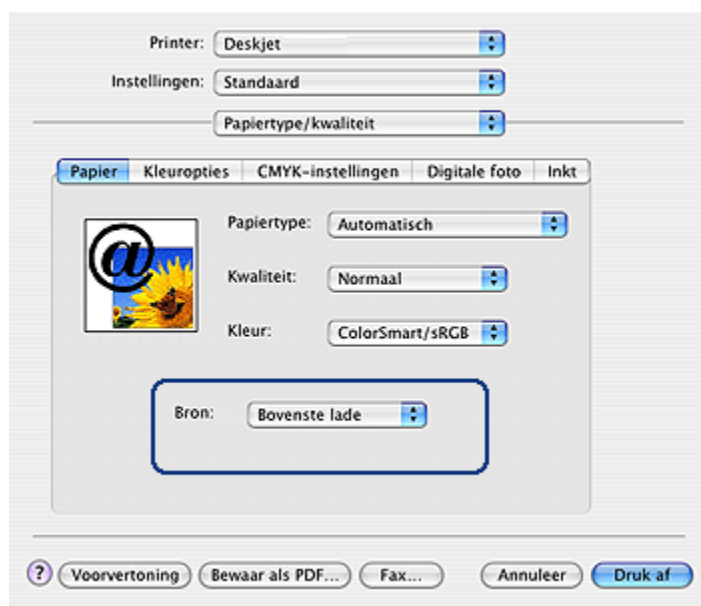 Printer: Deskjet
Instellingen: Standaard
Papiertype/kwaliteit
Papier Kleuropties CMYK-instellingen Digitale foto Inkt
Papiertype: Automatisch
@
Kwaliteit: Normaal
Kleur: ColorSmart/sRGB
Bron: Bovenste lade
? Voorvertoning Bewaar als PDF... Fax... Annuleer Druk af